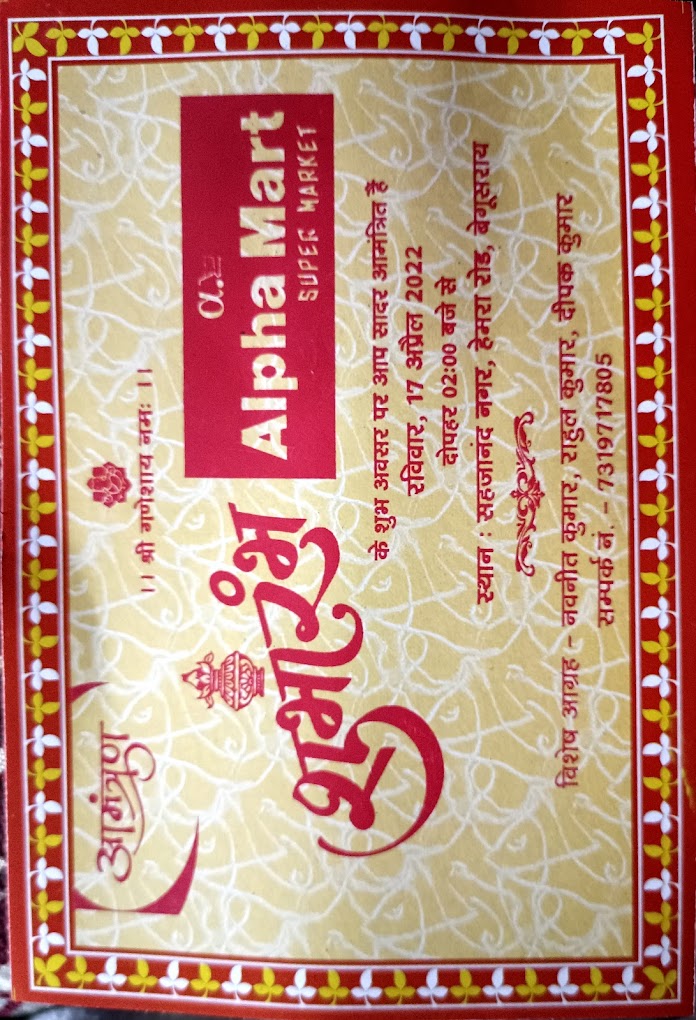 आमंत्रण
।। श्री गणेशाय नमः ।।
शुभारंभ
Alpha Mart
SUPER MARKET
के शुभ अवसर पर आप सादर आमंत्रित हैं
रविवार, 17 अप्रैल 2022
दोपहर 02:00 बजे से
स्थान : सहजानंद नगर, हेमरा रोड, बेगूसराय
विशेष आग्रह – नवनीत कुमार, राहुल कुमार, दीपक कुमार
सम्पर्क नं. – 7319717805